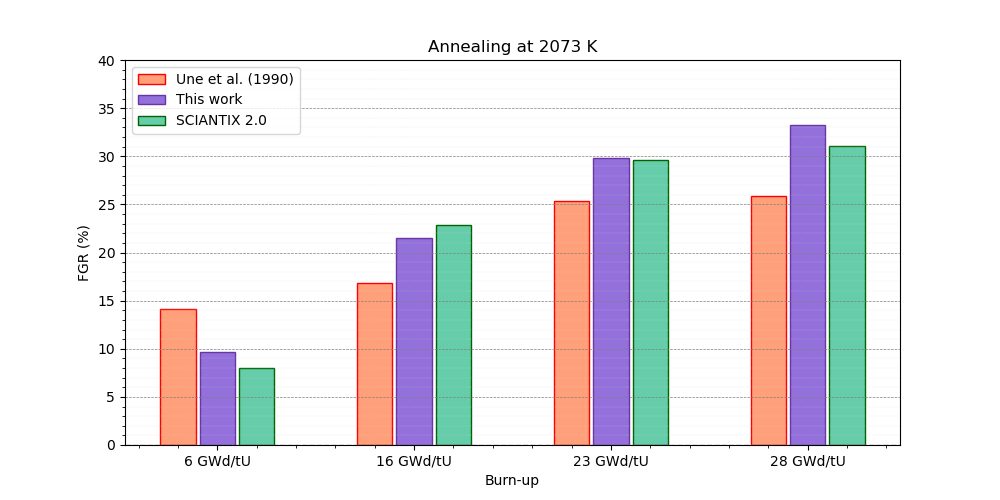 Annealing at 2073 K
Une et al. (1990)
This work
SCIANTIX 2.0
40
35
30
25
20
15
10
5
0
FGR (%)
6 GWd/tU
16 GWd/tU
23 GWd/tU
28 GWd/tU
Burn-up